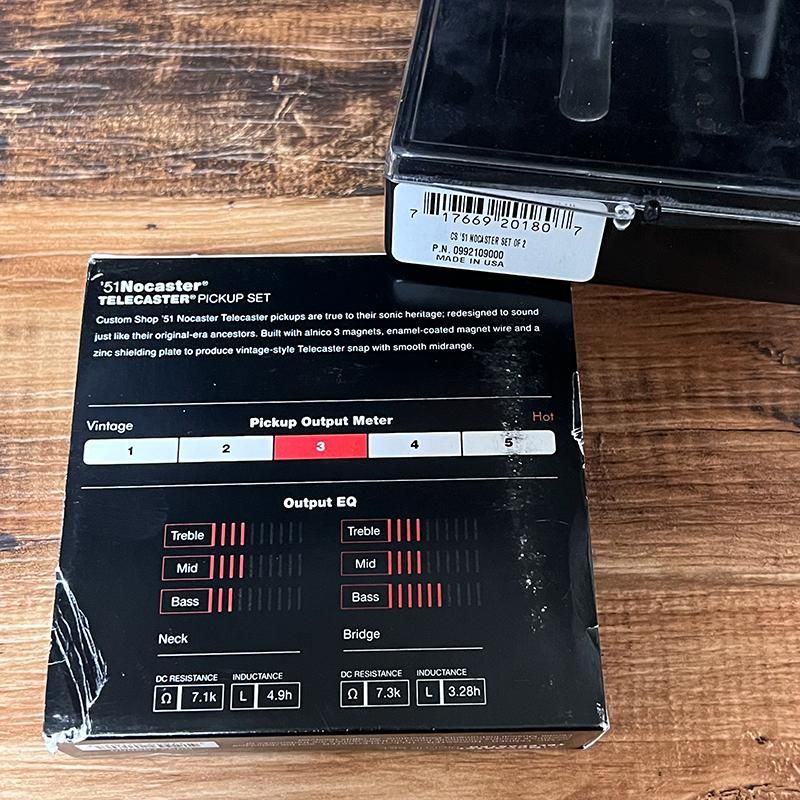 7 17669 20180 7
CS '51 NOCASTER SET OF 2
P.N. 0992109000
MADE IN USA
'51Nocaster®
TELECASTER® PICKUP SET
Custom Shop '51 Nocaster Telecaster pickups are true to their sonic heritage; redesigned to sound
just like their original-era ancestors. Built with alnico 3 magnets, enamel-coated magnet wire and a
zinc shielding plate to produce vintage-style Telecaster snap with smooth midrange.
Vintage Pickup Output Meter Hot
1 2 3 4 5
Output EQ
Treble Treble
Mid Mid
Bass Bass
Neck Bridge
DC RESISTANCE INDUCTANCE DC RESISTANCE INDUCTANCE
Ω 7.1k L 4.9h Ω 7.3k L 3.28h